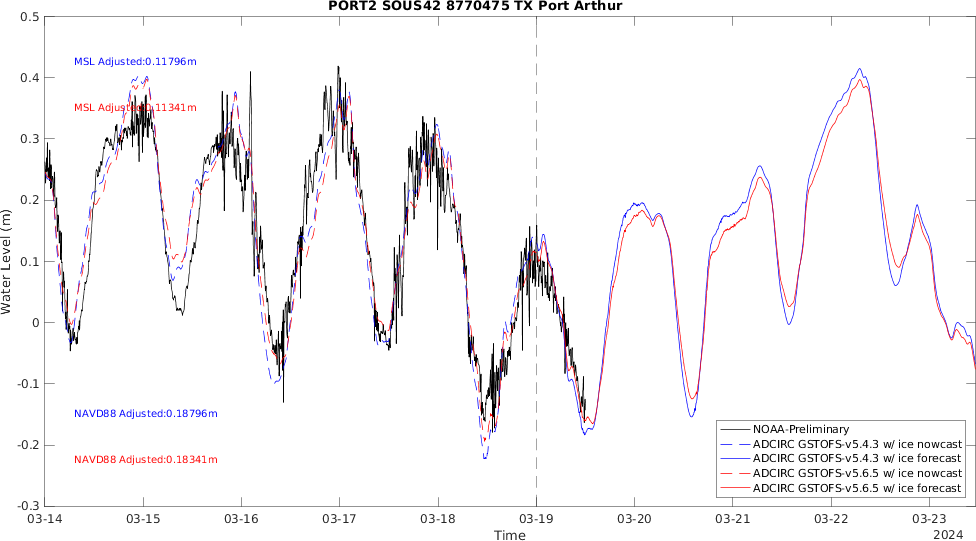 PORT2 SOUS42 8770475 TX Port Arthur
0.5
0.4
0.3
0.2
0.1
0
-0.1
-0.2
-0.3
Water Level (m)
MSL Adjusted:0.11796m
MSL Adjusted:0.11341m
NAVD88 Adjusted:0.18796m
NAVD88 Adjusted:0.18341m
NOAA-Preliminary
ADCIRC GSTOFS-v5.4.3 w/ ice nowcast
ADCIRC GSTOFS-v5.4.3 w/ ice forecast
ADCIRC GSTOFS-v5.6.5 w/ ice nowcast
ADCIRC GSTOFS-v5.6.5 w/ ice forecast
03-14 03-15 03-16 03-17 03-18 03-19 03-20 03-21 03-22 03-23
Time
2024